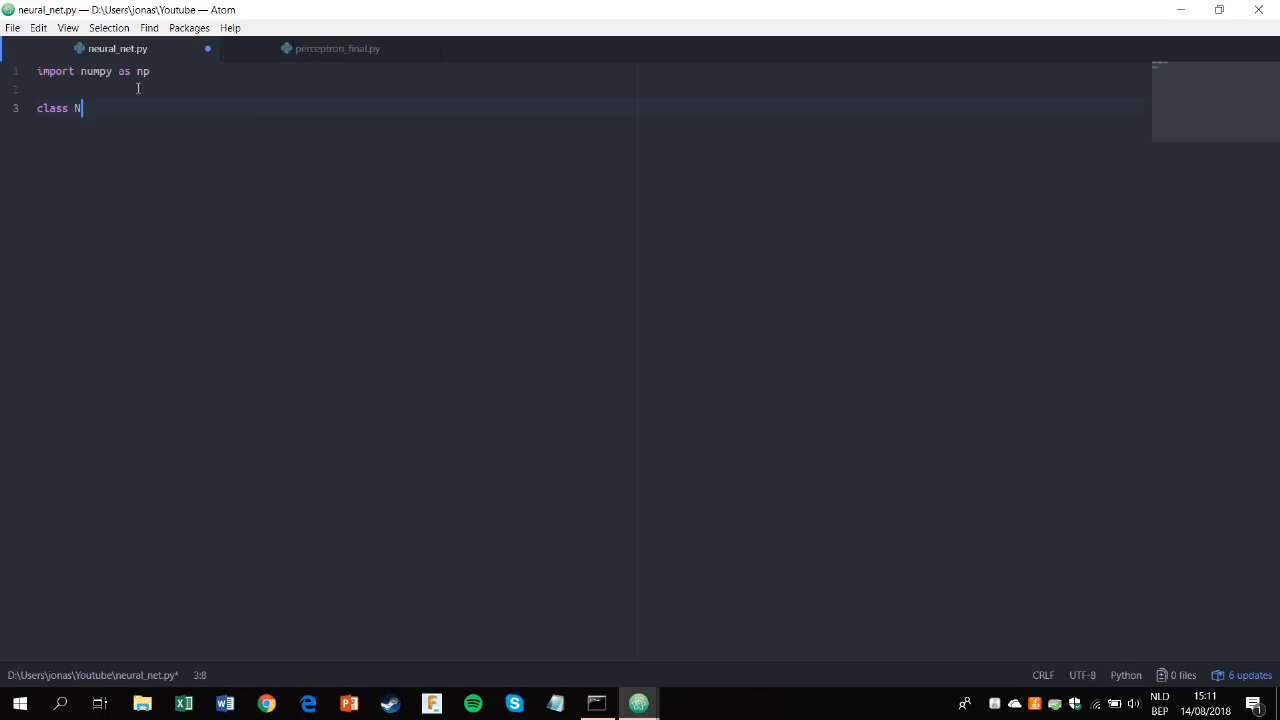 neural_net.py — D:\Users\jonas\Youtube — Atom
File Edit View Selection Find Packages Help
neural_net.py perceptron_final.py
1 import numpy as np
2
3 class N
D:\Users\jonas\Youtube\neural_net.py* 3:8 CRLF UTF-8 Python 0 files 6 updates
NLD 15:11
BEP 14/08/2018